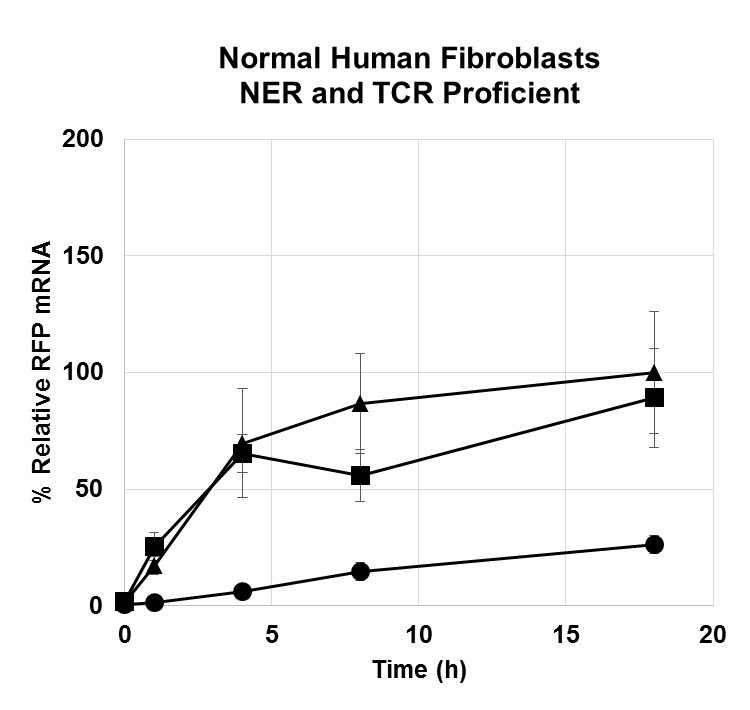 Normal Human Fibroblasts
NER and TCR Proficient
200
150
100
50
0
% Relative RFP mRNA
0 5 10 15 20
Time (h)